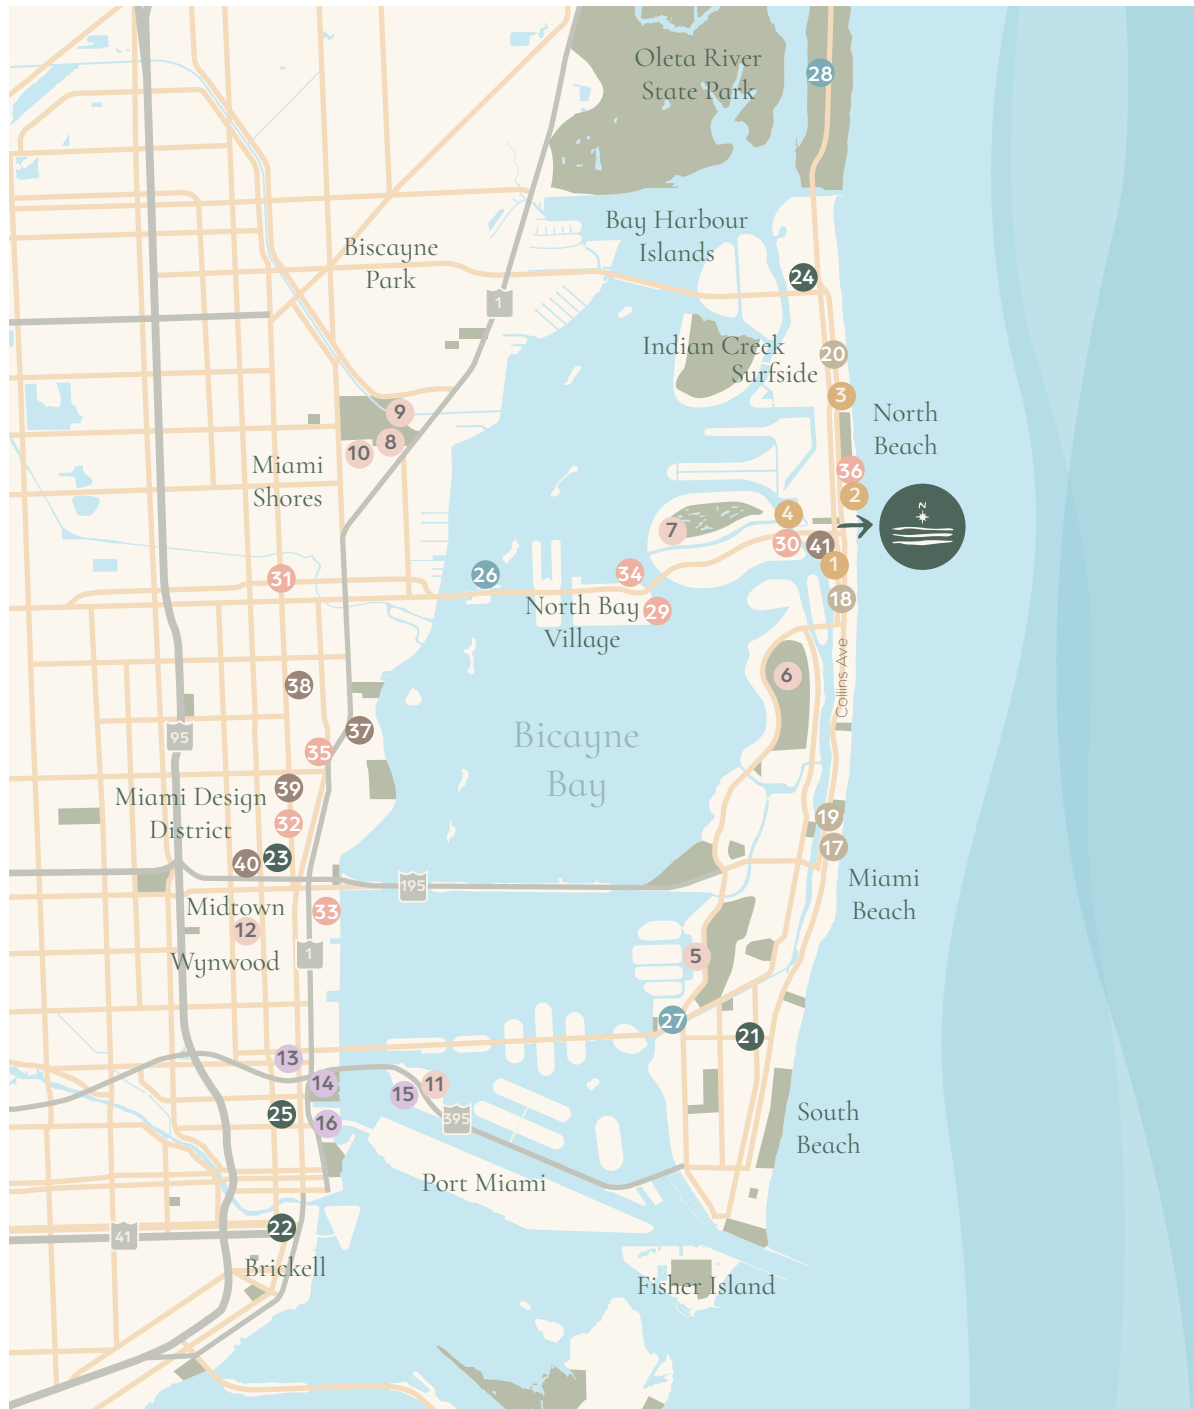 Oleta River
State Park
28
Bay Harbour
Islands
Biscayne
Park
24
1
Indian Creek
Surfside
20
3
North
Beach
9
8
10
Miami
Shores
36
2
N
7
4
30
41
1
31
26
34
North Bay
Village
29
18
Collins Ave
6
38
37
95
35
Bicayne
Bay
39
Miami Design
District
32
19
17
40
23
195
Miami
Beach
Midtown
33
12
Wynwood
1
5
27
21
13
14
15
11
395
25
16
South
Beach
Port Miami
41
22
Brickell
Fisher Island